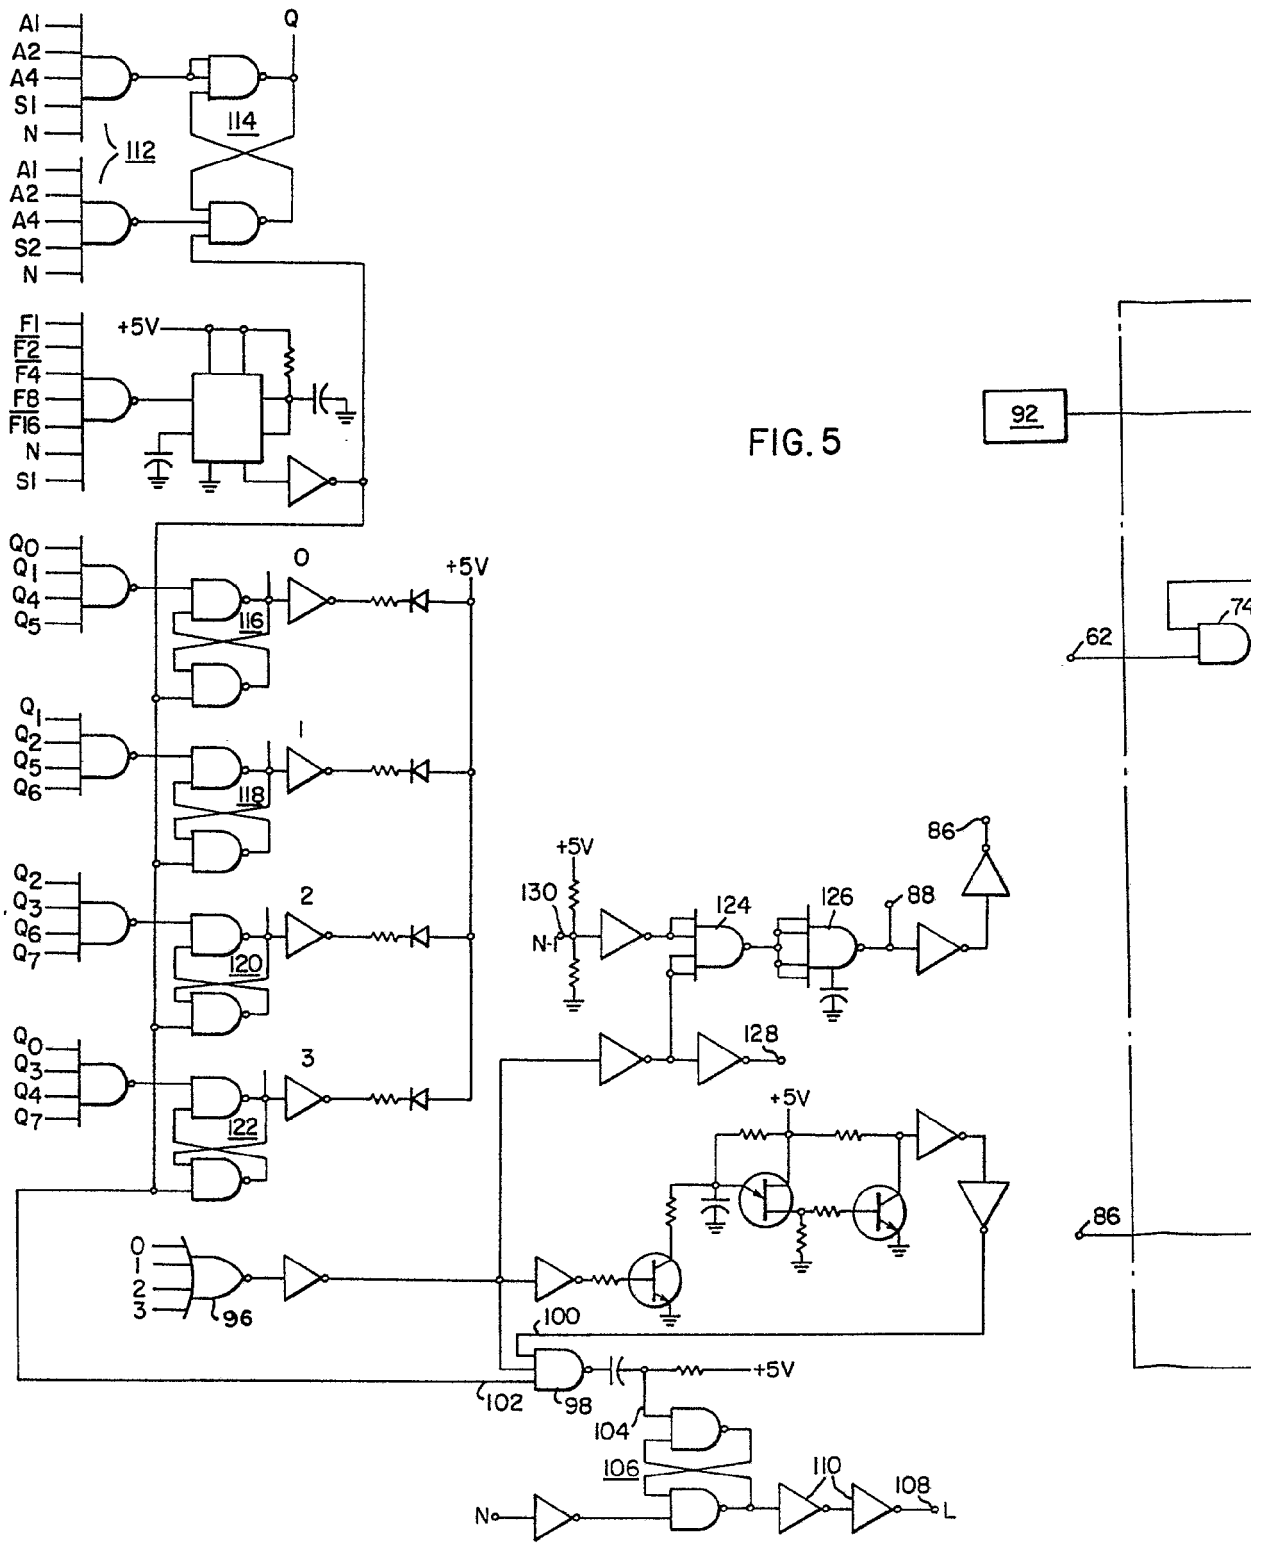 A1
A2
A4
S1
N
Q
114
112
A1
A2
A4
S2
N
F1
F2
F4
F8
F16
N
S1
+5V
FIG. 5
92
Q0
Q1
Q4
Q5
0
+5V
116
74
62
Q1
Q2
Q5
Q6
1
118
86
+5V
130
N-1
124
126
88
Q2
Q3
Q6
Q7
2
120
128
Q0
Q3
Q4
Q7
3
122
+5V
86
0
1
2
3
96
100
102
98
+5V
104
106
110
108
N
L